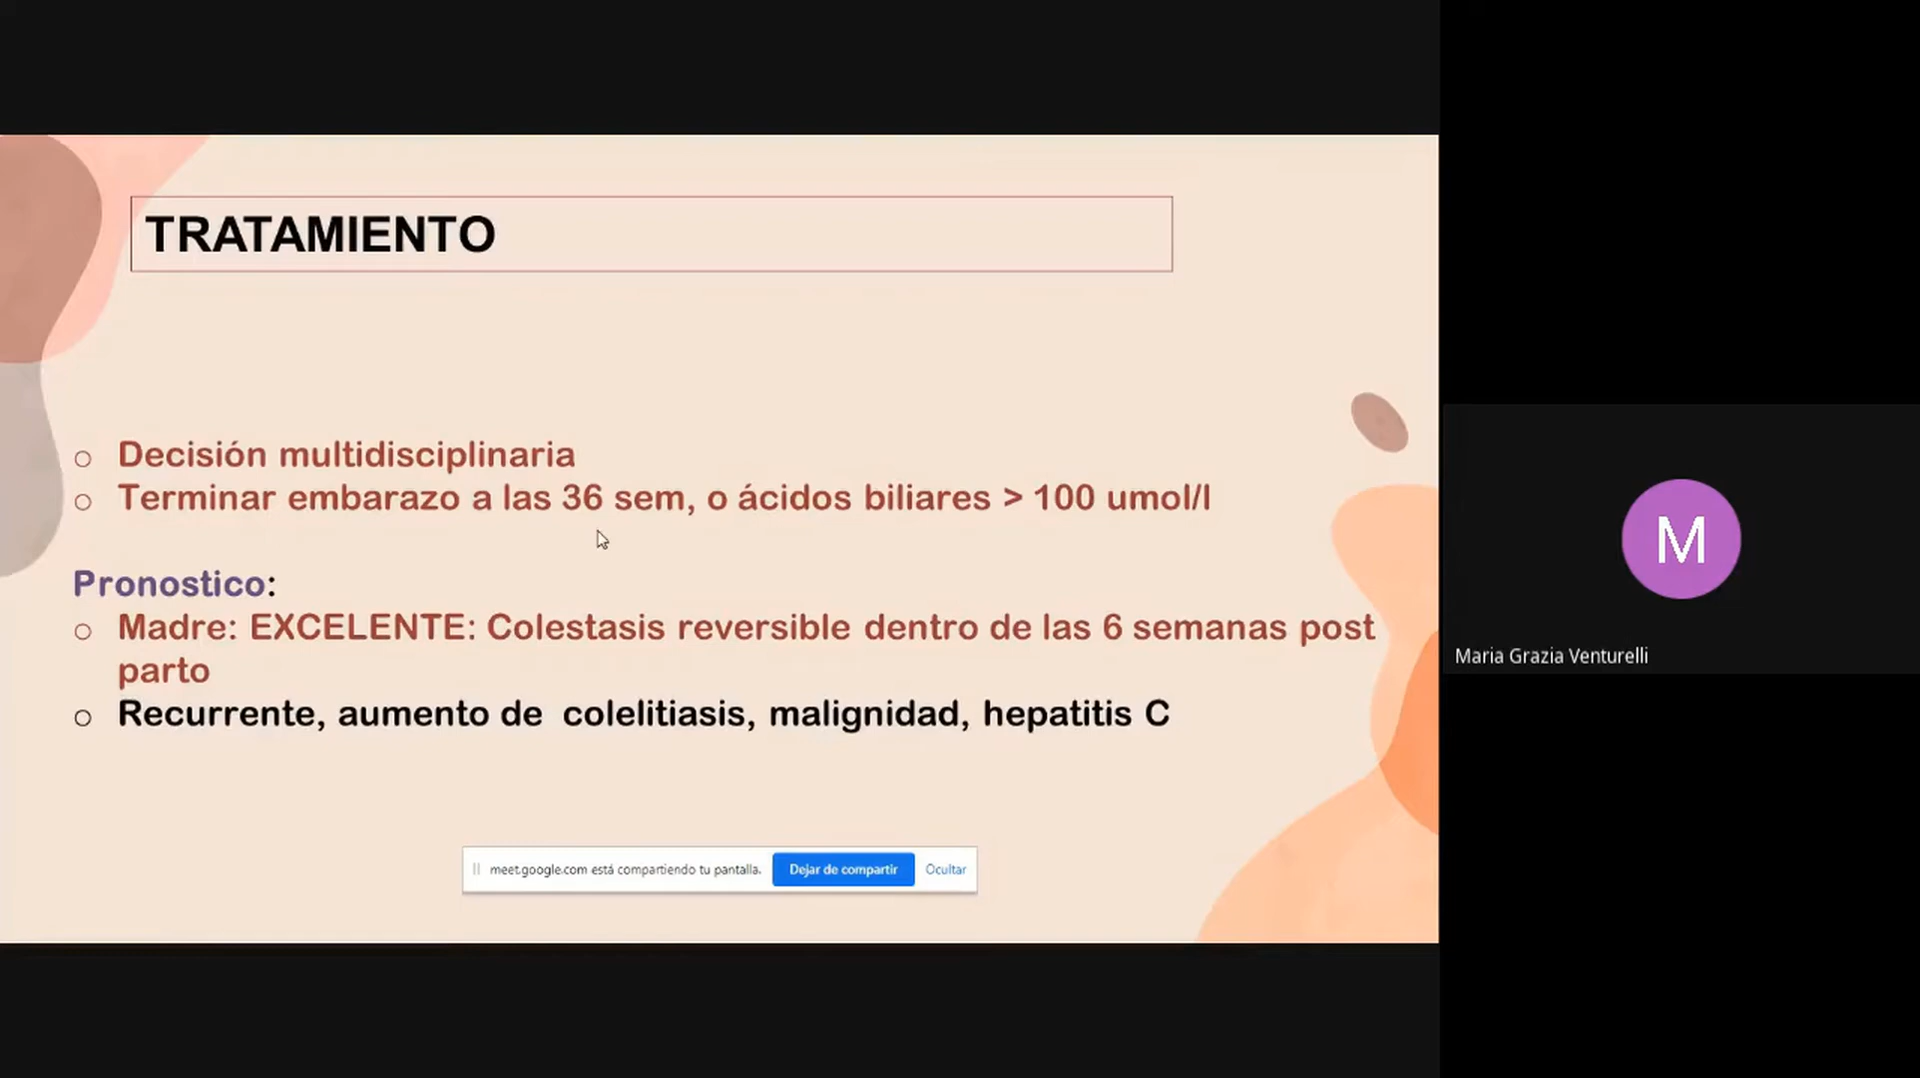 TRATAMIENTO
o Decisión multidisciplinaria
o Terminar embarazo a las 36 sem, o ácidos biliares > 100 umol/l
Pronostico:
o Madre: EXCELENTE: Colestasis reversible dentro de las 6 semanas post
parto
o Recurrente, aumento de colelitiasis, malignidad, hepatitis C
meet.google.com está compartiendo tu pantalla. Dejar de compartir Ocultar
M
Maria Grazia Venturelli